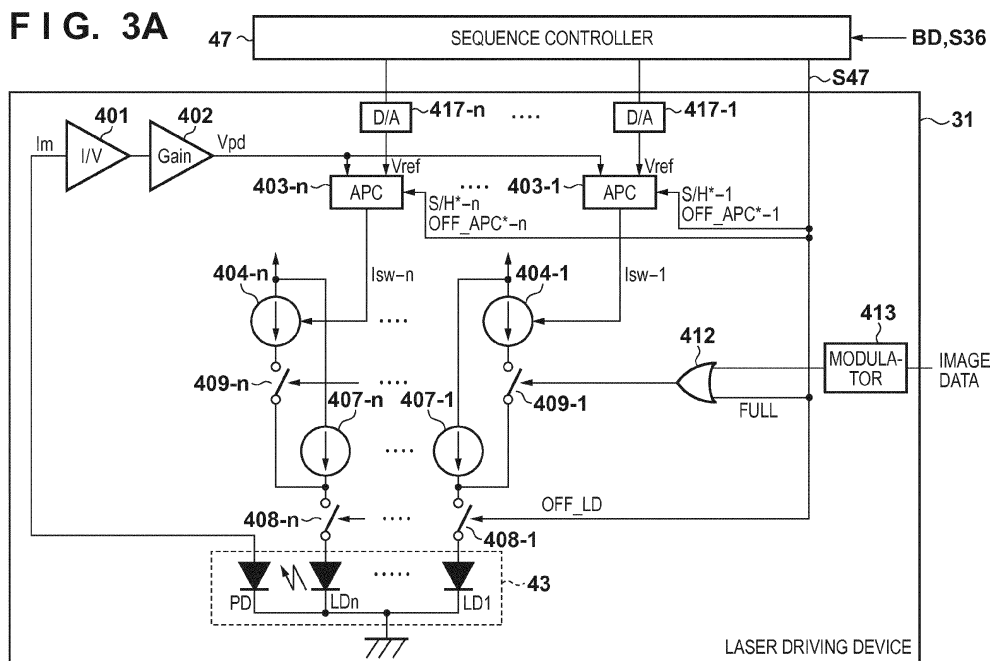 FIG. 3A
47
SEQUENCE CONTROLLER
BD,S36
S47
401
402
417-n
417-1
31
D/A
....
D/A
Im
I/V
Gain
Vpd
Vref
Vref
403-n
APC
....
403-1
APC
S/H*-n
OFF_APC*-n
S/H*-1
OFF_APC*-1
404-n
Isw-n
404-1
Isw-1
....
412
413
MODULA-
TOR
IMAGE
DATA
409-n
....
409-1
FULL
407-n
407-1
....
OFF_LD
408-n
....
408-1
43
PD
LDn
.....
LD1
LASER DRIVING DEVICE